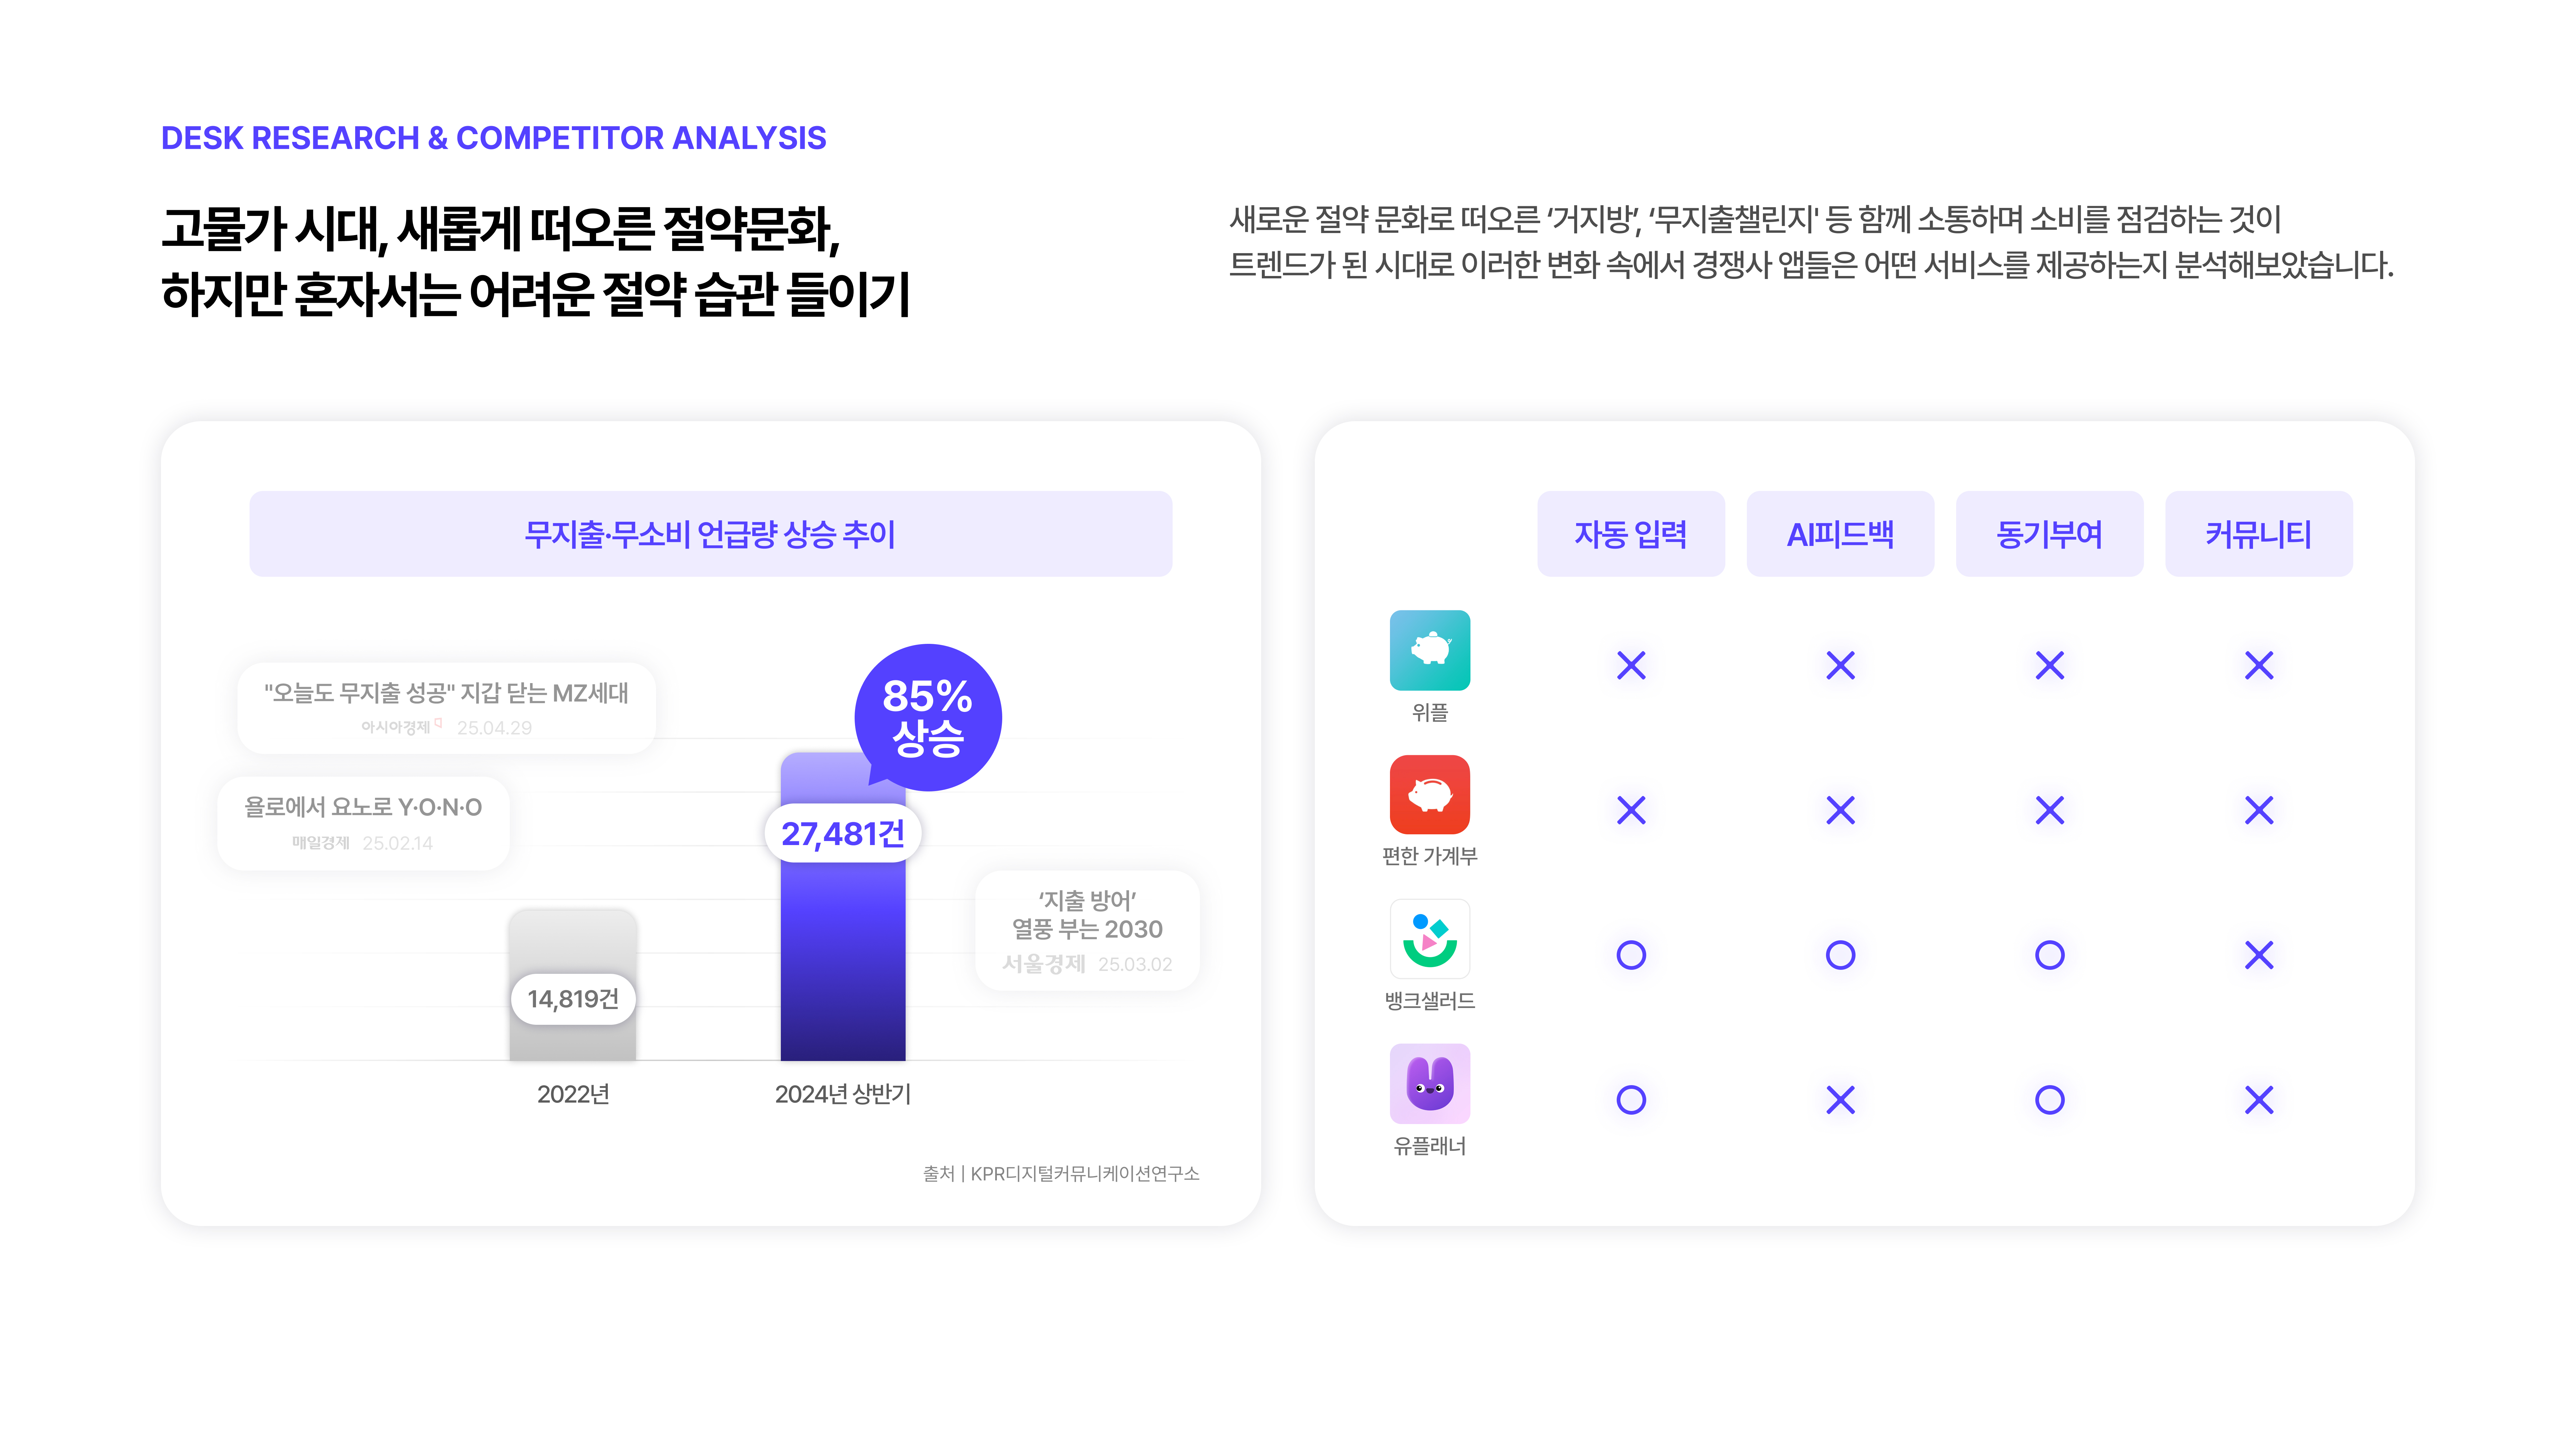 DESK RESEARCH & COMPETITOR ANALYSIS
고물가 시대, 새롭게 떠오른 절약문화,
하지만 혼자서는 어려운 절약 습관 들이기
새로운 절약 문화로 떠오른 ‘거지방’, ‘무지출챌린지' 등 함께 소통하며 소비를 점검하는 것이
트렌드가 된 시대로 이러한 변화 속에서 경쟁사 앱들은 어떤 서비스를 제공하는지 분석해보았습니다.
무지출·무소비 언급량 상승 추이
"오늘도 무지출 성공" 지갑 닫는 MZ세대
아시아경제 25.04.29
욜로에서 요노로 Y·O·N·O
매일경제 25.02.14
85%
상승
27,481건
14,819건
‘지출 방어’
열풍 부는 2030
서울경제 25.03.02
2022년
2024년 상반기
출처 | KPR디지털커뮤니케이션연구소
자동 입력
AI피드백
동기부여
커뮤니티
위플
편한 가계부
뱅크샐러드
유플래너